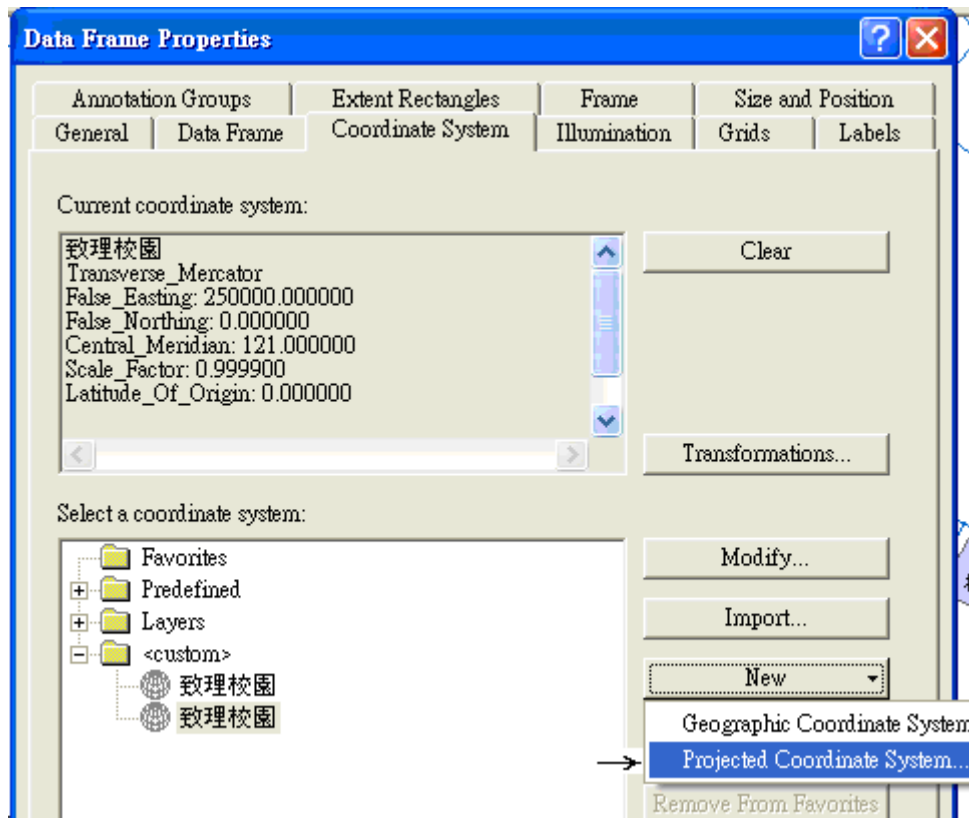 Data Frame Properties
Annotation Groups Extent Rectangles Frame Size and Position
General Data Frame Coordinate System Illumination Grids Labels
Current coordinate system:
致理校園
Transverse_Mercator
False_Easting: 250000.000000
False_Northing: 0.000000
Central_Meridian: 121.000000
Scale_Factor: 0.999900
Latitude_Of_Origin: 0.000000
Clear
Transformations...
Select a coordinate system:
Favorites
Predefined
Layers
<custom>
致理校園
致理校園
Modify...
Import...
New
Geographic Coordinate System
Projected Coordinate System...
Remove From Favorites